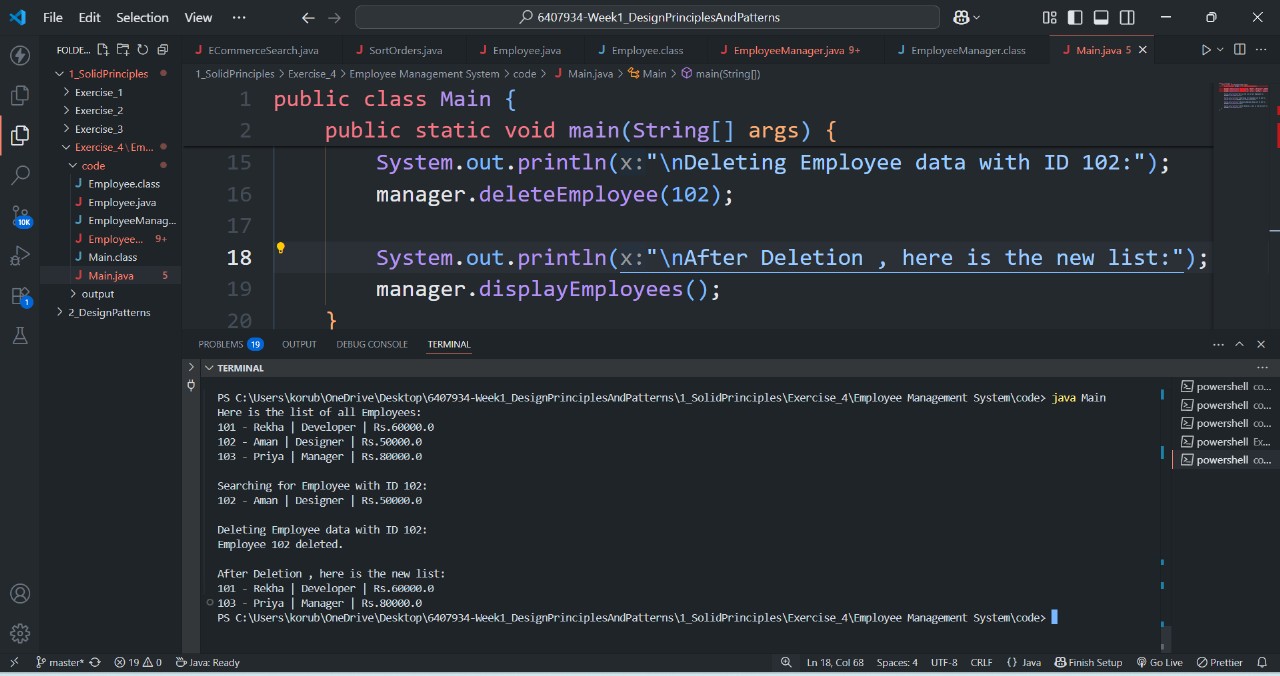 File Edit Selection View ··· 6407934-Week1_DesignPrinciplesAndPatterns
FOLDE... ECommerceSearch.java SortOrders.java Employee.java Employee.class EmployeeManager.java 9+ EmployeeManager.class Main.java 5
1_SolidPrinciples > Exercise_4 > Employee Management System > code > Main.java > Main > main(String[])
1_SolidPrinciples
Exercise_1
Exercise_2
Exercise_3
Exercise_4\Em...
code
Employee.class
Employee.java
EmployeeManag...
Employee... 9+
Main.class
Main.java 5
output
2_DesignPatterns
10K
1
1 public class Main {
2 public static void main(String[] args) {
15 System.out.println(x:"\nDeleting Employee data with ID 102:");
16 manager.deleteEmployee(102);
17
18 System.out.println(x:"\nAfter Deletion , here is the new list:");
19 manager.displayEmployees();
20 }
PROBLEMS 19 OUTPUT DEBUG CONSOLE TERMINAL
TERMINAL
PS C:\Users\korub\OneDrive\Desktop\6407934-Week1_DesignPrinciplesAndPatterns\1_SolidPrinciples\Exercise_4\Employee Management System\code> java Main
Here is the list of all Employees:
101 - Rekha | Developer | Rs.60000.0
102 - Aman | Designer | Rs.50000.0
103 - Priya | Manager | Rs.80000.0
Searching for Employee with ID 102:
102 - Aman | Designer | Rs.50000.0
Deleting Employee data with ID 102:
Employee 102 deleted.
After Deletion , here is the new list:
101 - Rekha | Developer | Rs.60000.0
103 - Priya | Manager | Rs.80000.0
PS C:\Users\korub\OneDrive\Desktop\6407934-Week1_DesignPrinciplesAndPatterns\1_SolidPrinciples\Exercise_4\Employee Management System\code>
powershell co...
powershell co...
powershell co...
powershell Ex...
powershell co...
master* 19 0 Java: Ready Ln 18, Col 68 Spaces: 4 UTF-8 CRLF {} Java Finish Setup Go Live Prettier